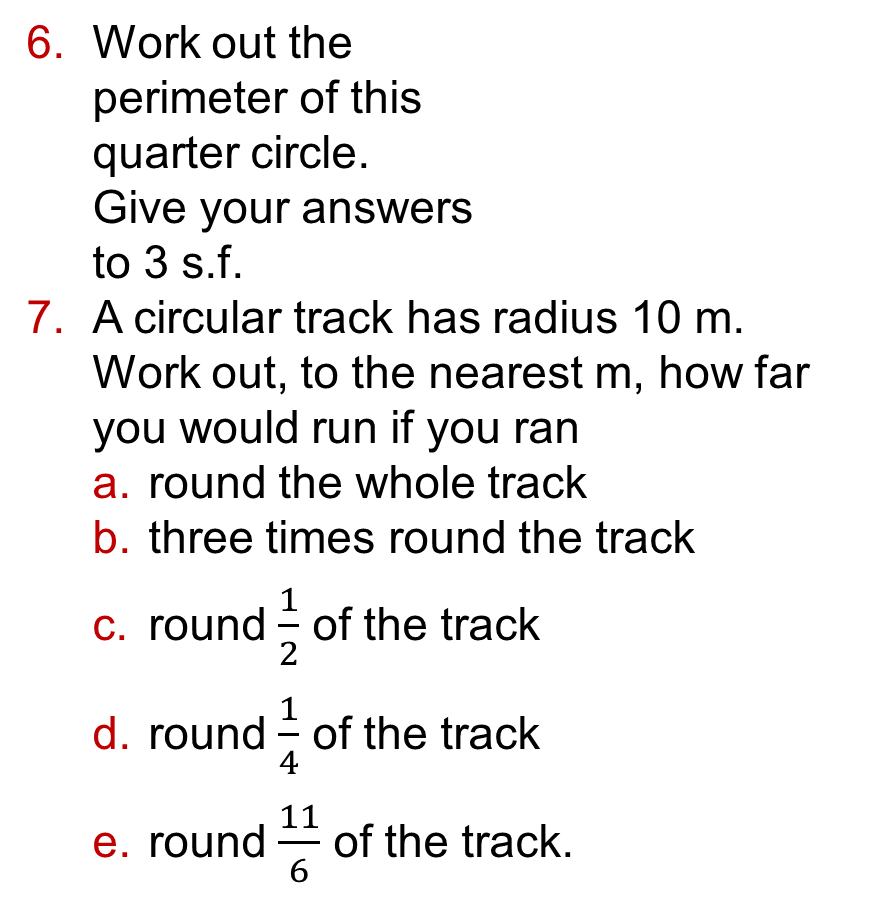 6. Work out the
perimeter of this
quarter circle.
Give your answers
to 3 s.f.
7. A circular track has radius 10 m.
Work out, to the nearest m, how far
you would run if you ran
a. round the whole track
b. three times round the track
c. round 1/2 of the track
d. round 1/4 of the track
e. round 11/6 of the track.